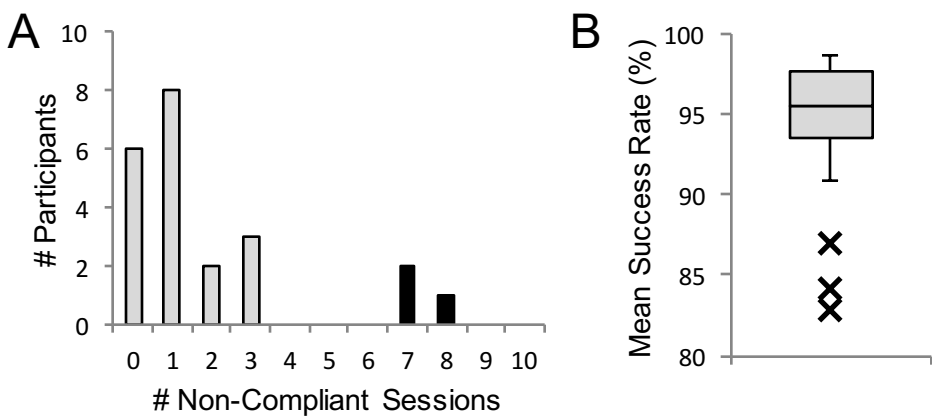 A
10
8
6
4
2
0
# Participants
0 1 2 3 4 5 6 7 8 9 10
# Non-Compliant Sessions
B
100
95
90
85
80
Mean Success Rate (%)